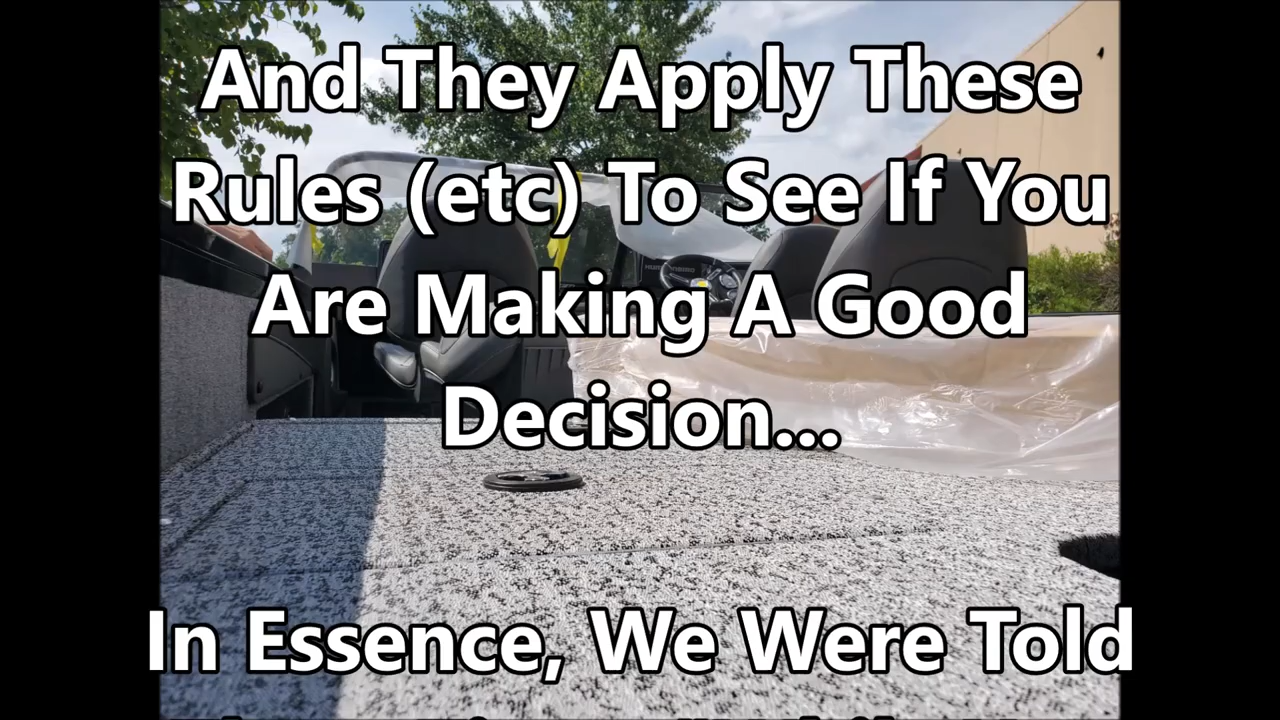 And They Apply These
Rules (etc) To See If You
Are Making A Good
Decision...
In Essence, We Were Told